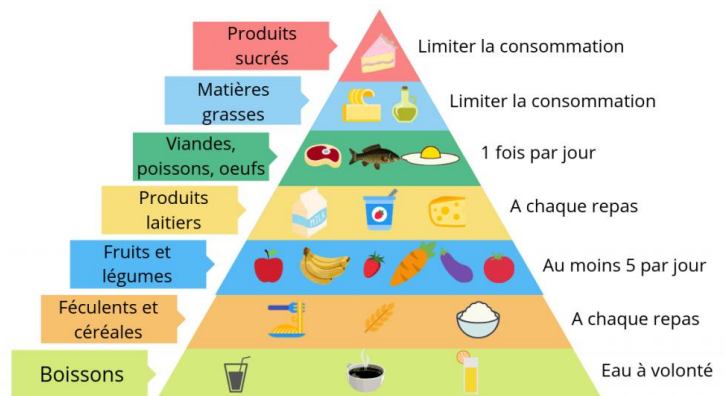 Produits
sucrés
Limiter la consommation
Matières
grasses
Limiter la consommation
Viandes,
poissons, oeufs
1 fois par jour
Produits
laitiers
MILK
A chaque repas
Fruits et
légumes
Au moins 5 par jour
Féculents et
céréales
A chaque repas
Boissons
Eau à volonté